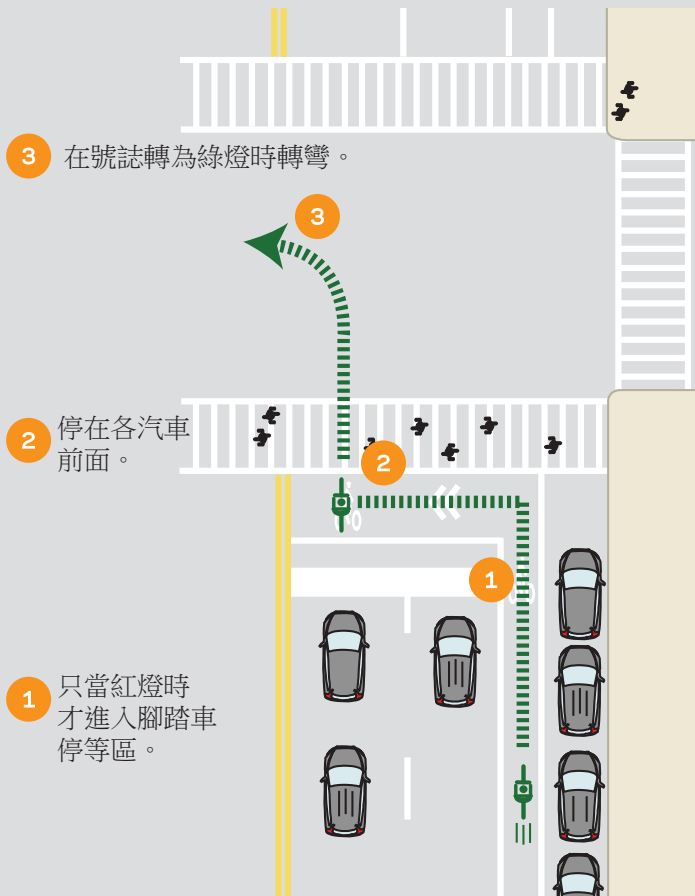 3 在號誌轉為綠燈時轉彎。
3
2 停在各汽車
前面。
2
1
1 只當紅燈時
才進入腳踏車
停等區。